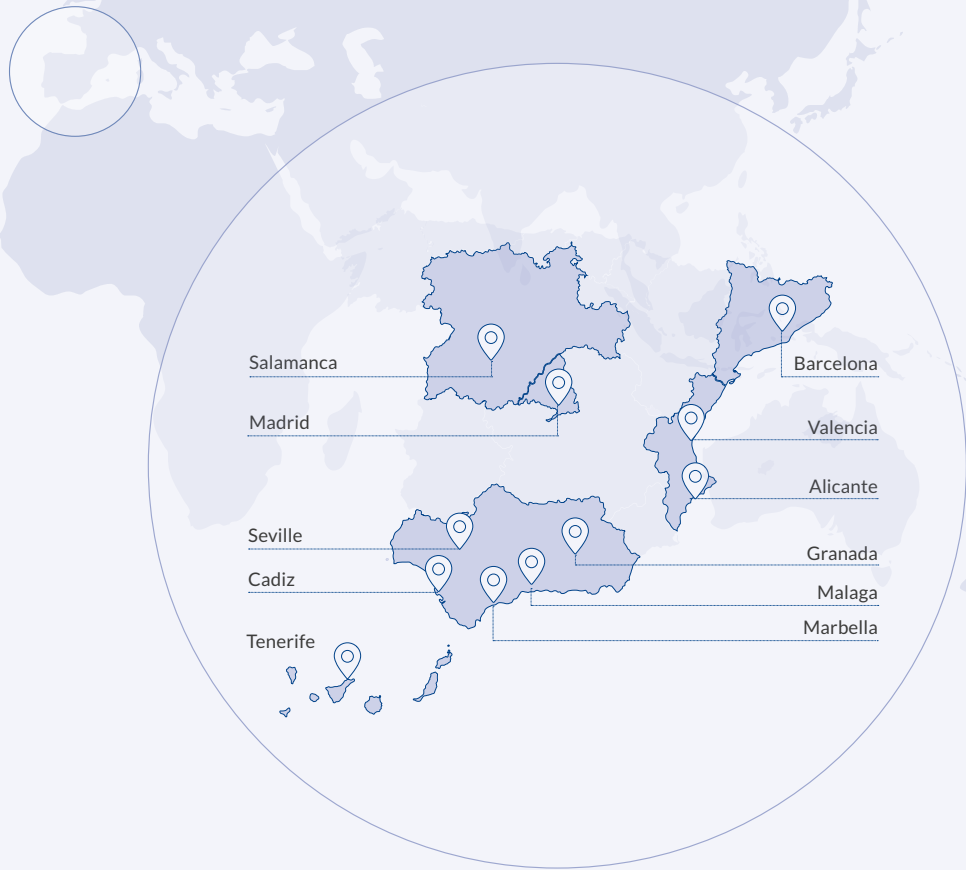 Salamanca
Barcelona
Madrid
Valencia
Alicante
Seville
Granada
Cadiz
Malaga
Marbella
Tenerife